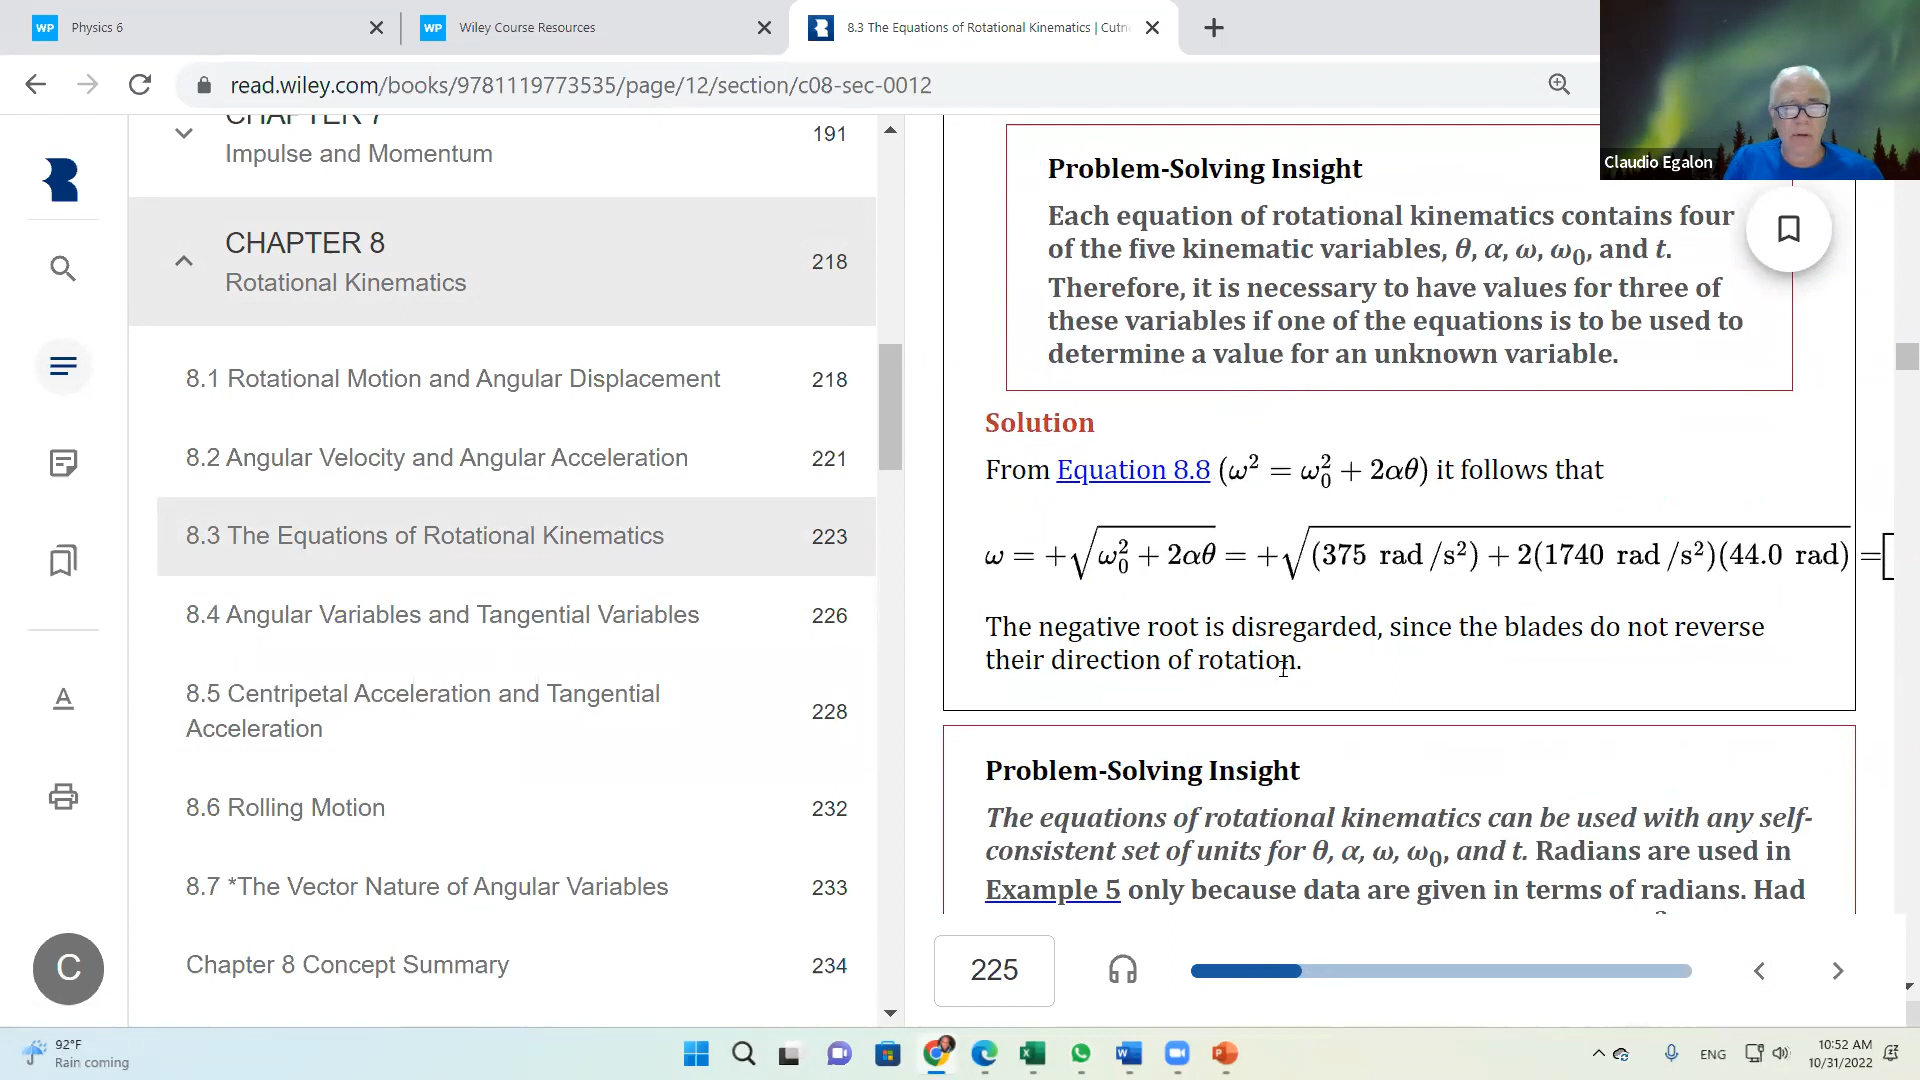 WP Physics 6
WP Wiley Course Resources
8.3 The Equations of Rotational Kinematics | Cutn
read.wiley.com/books/9781119773535/page/12/section/c08-sec-0012
Claudio Egalon
CHAPTER 7
Impulse and Momentum 191
CHAPTER 8
Rotational Kinematics 218
8.1 Rotational Motion and Angular Displacement 218
8.2 Angular Velocity and Angular Acceleration 221
8.3 The Equations of Rotational Kinematics 223
8.4 Angular Variables and Tangential Variables 226
8.5 Centripetal Acceleration and Tangential
Acceleration 228
8.6 Rolling Motion 232
8.7 *The Vector Nature of Angular Variables 233
Chapter 8 Concept Summary 234
A
C
Problem-Solving Insight
Each equation of rotational kinematics contains four
of the five kinematic variables, θ, α, ω, ω₀, and t.
Therefore, it is necessary to have values for three of
these variables if one of the equations is to be used to
determine a value for an unknown variable.
Solution
From Equation 8.8 (ω² = ω₀² + 2αθ) it follows that
ω = +√(ω₀² + 2αθ) = +√((375 rad/s²) + 2(1740 rad/s²)(44.0 rad)) =
The negative root is disregarded, since the blades do not reverse
their direction of rotation.
Problem-Solving Insight
The equations of rotational kinematics can be used with any self-
consistent set of units for θ, α, ω, ω₀, and t. Radians are used in
Example 5 only because data are given in terms of radians. Had
225
92°F
Rain coming
ENG
10:52 AM
10/31/2022